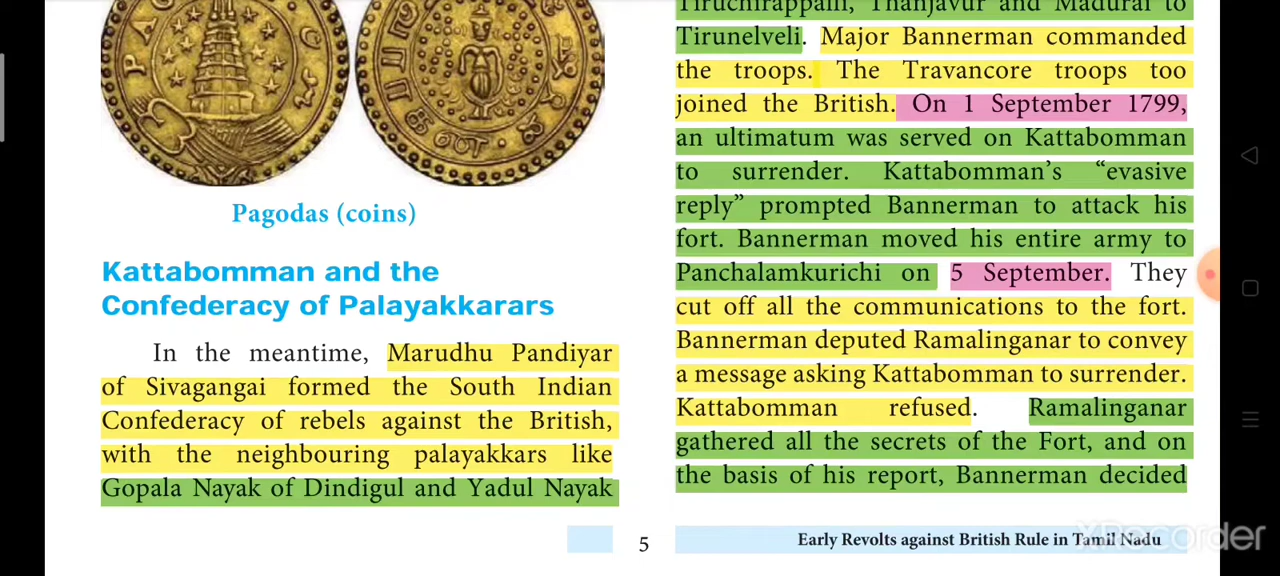 Pagodas (coins)
Kattabomman and the
Confederacy of Palayakkarars
In the meantime, Marudhu Pandiyar
of Sivagangai formed the South Indian
Confederacy of rebels against the British,
with the neighbouring palayakkars like
Gopala Nayak of Dindigul and Yadul Nayak
Tiruchirappalli, Thanjavur and Madurai to
Tirunelveli. Major Bannerman commanded
the troops. The Travancore troops too
joined the British. On 1 September 1799,
an ultimatum was served on Kattabomman
to surrender. Kattabomman's “evasive
reply” prompted Bannerman to attack his
fort. Bannerman moved his entire army to
Panchalamkurichi on 5 September. They
cut off all the communications to the fort.
Bannerman deputed Ramalinganar to convey
a message asking Kattabomman to surrender.
Kattabomman refused. Ramalinganar
gathered all the secrets of the Fort, and on
the basis of his report, Bannerman decided
5
Early Revolts against British Rule in Tamil Nadu
XRecorder